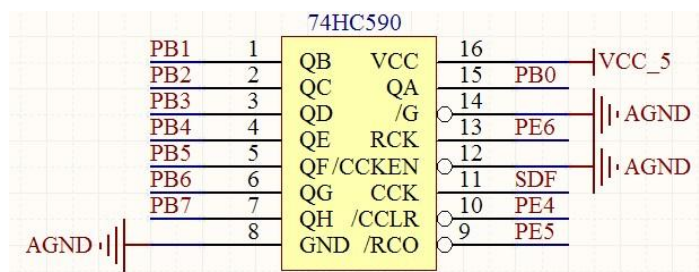 74HC590
PB1 1 QB VCC 16 VCC_5
PB2 2 QC QA 15 PB0
PB3 3 QD /G 14 AGND
PB4 4 QE RCK 13 PE6
PB5 5 QF /CCKEN 12 AGND
PB6 6 QG CCK 11 SDF
PB7 7 QH /CCLR 10 PE4
AGND 8 GND /RCO 9 PE5